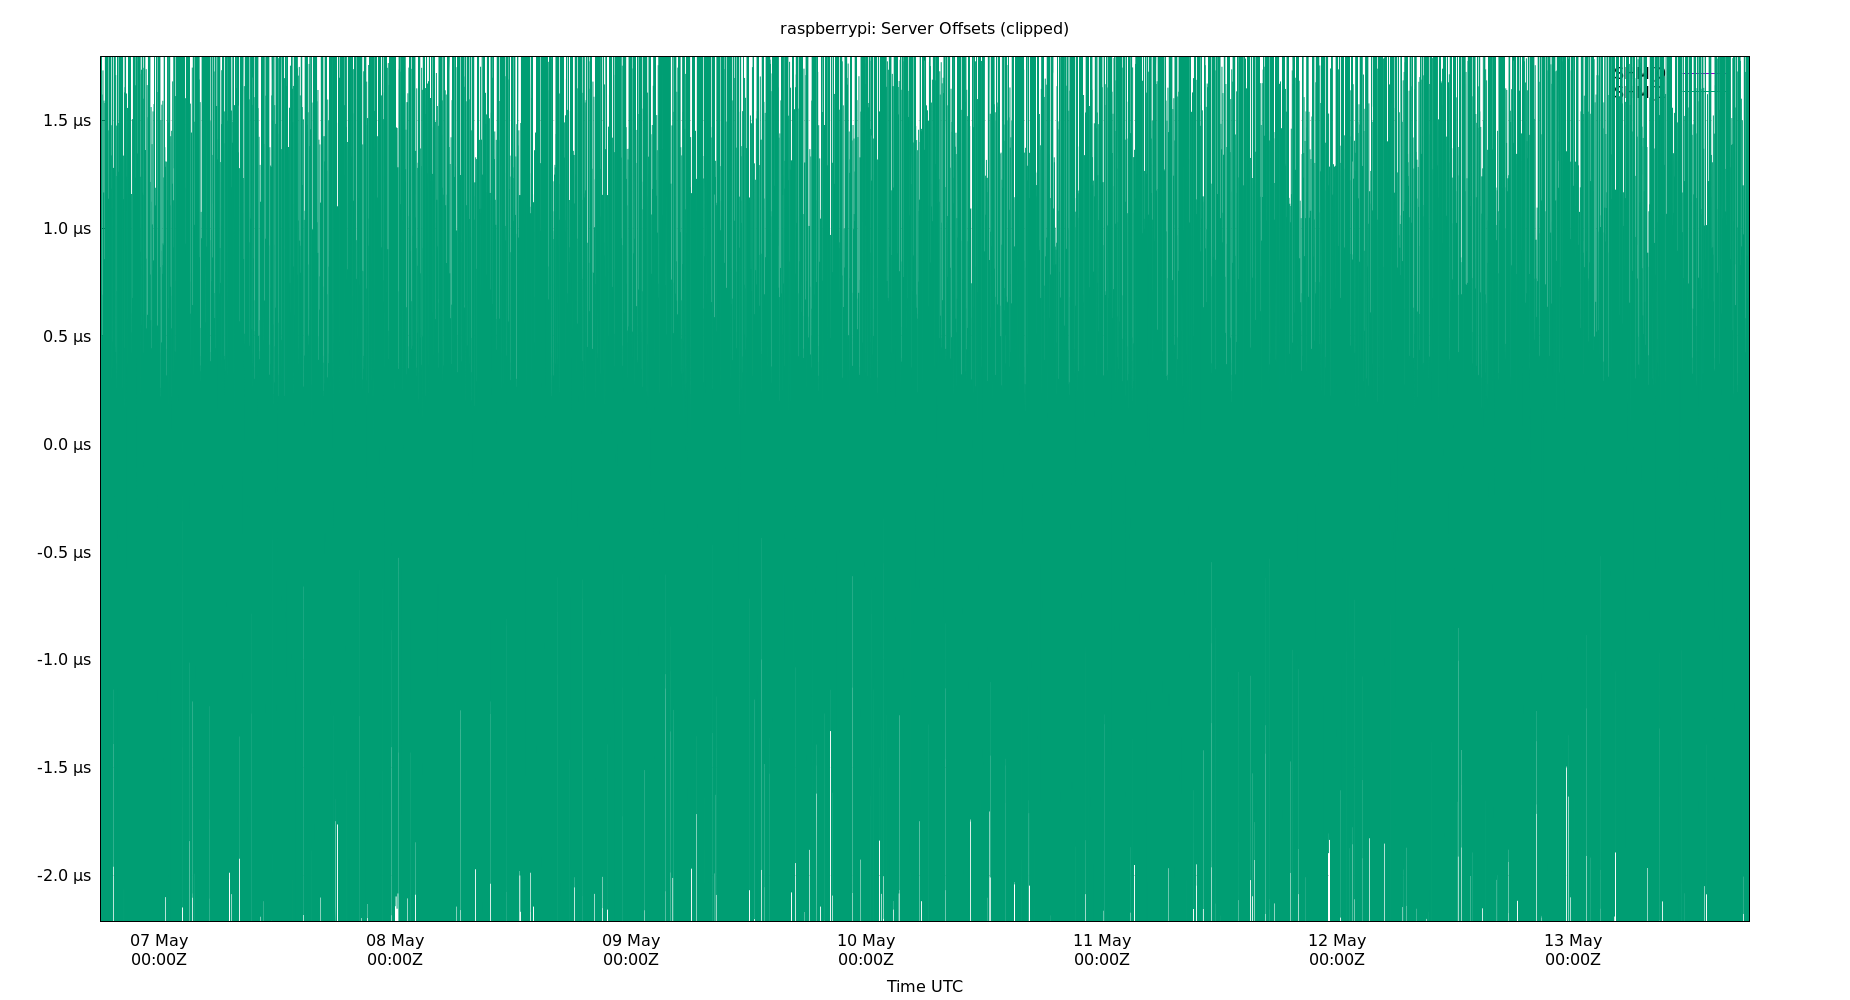 raspberrypi: Server Offsets (clipped)
1.5 µs
1.0 µs
0.5 µs
0.0 µs
-0.5 µs
-1.0 µs
-1.5 µs
-2.0 µs
07 May
00:00Z
08 May
00:00Z
09 May
00:00Z
10 May
00:00Z
11 May
00:00Z
12 May
00:00Z
13 May
00:00Z
Time UTC